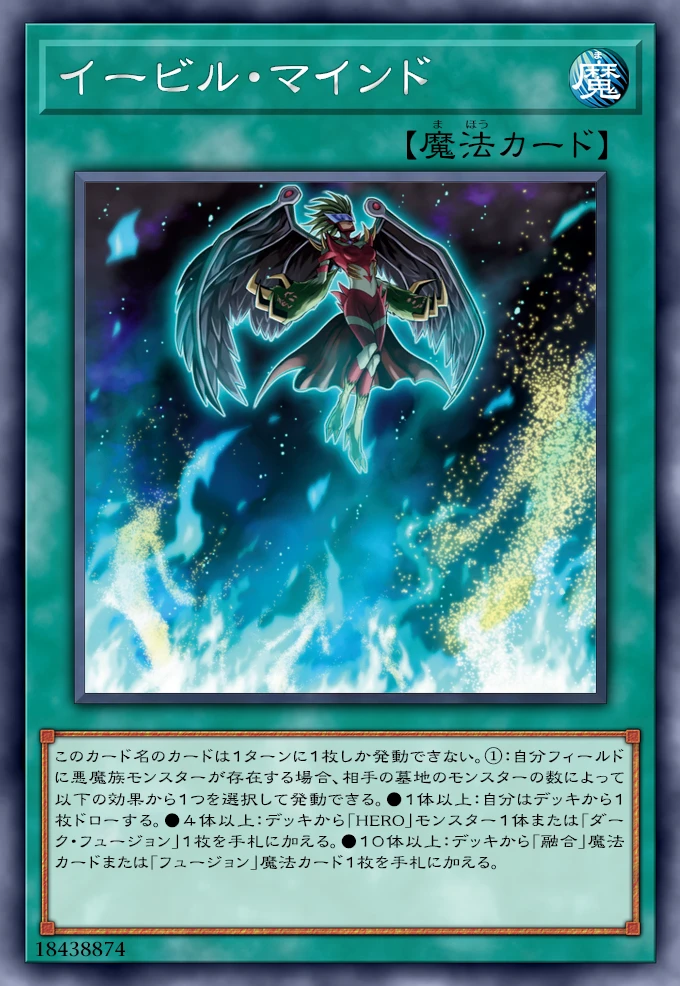 イービル・マインド
魔
ま
【魔法カード】
ま ほう
このカード名のカードは1ターンに1枚しか発動できない。①:自分フィールド
に悪魔族モンスターが存在する場合、相手の墓地のモンスターの数によって
以下の効果から1つを選択して発動できる。●1体以上:自分はデッキから1
枚ドローする。●4体以上:デッキから「HERO」モンスター1体または「ダー
ク・フュージョン」1枚を手札に加える。●10体以上:デッキから「融合」魔法
カードまたは「フュージョン」魔法カード1枚を手札に加える。
18438874